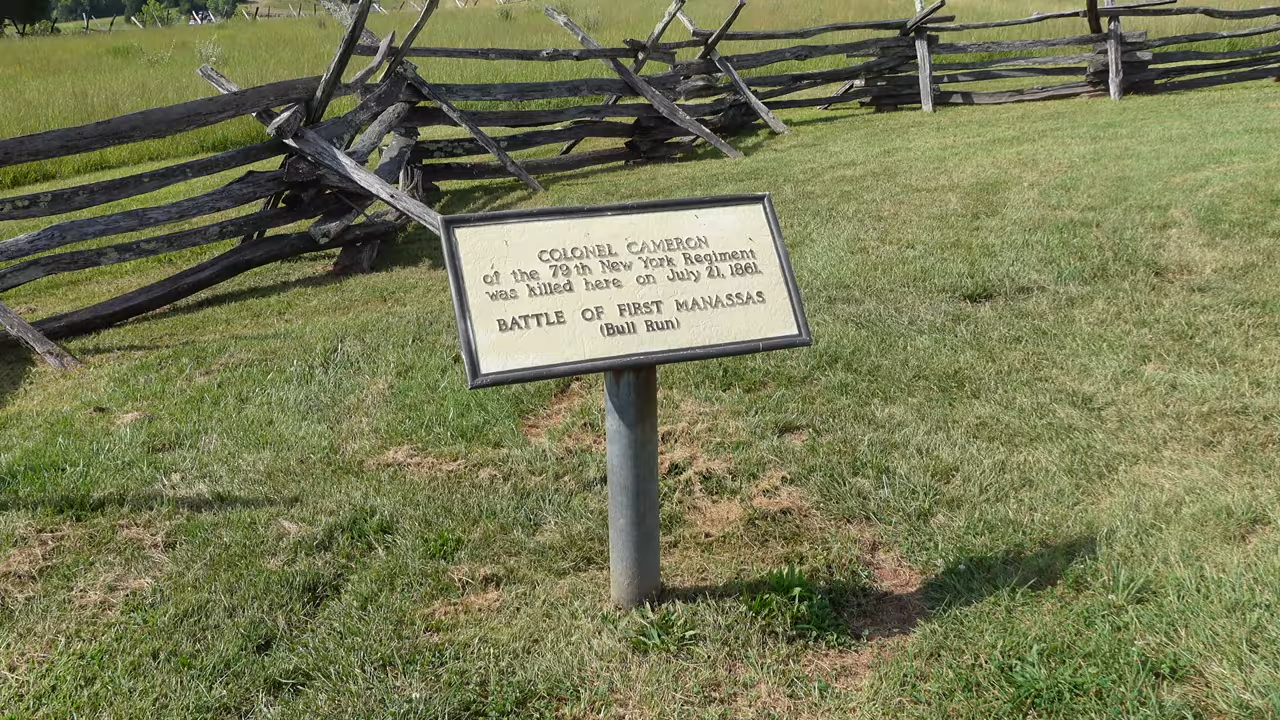 COLONEL CAMERON
of the 79th New York Regiment
was killed here on July 21, 1861.
BATTLE OF FIRST MANASSAS
(Bull Run)